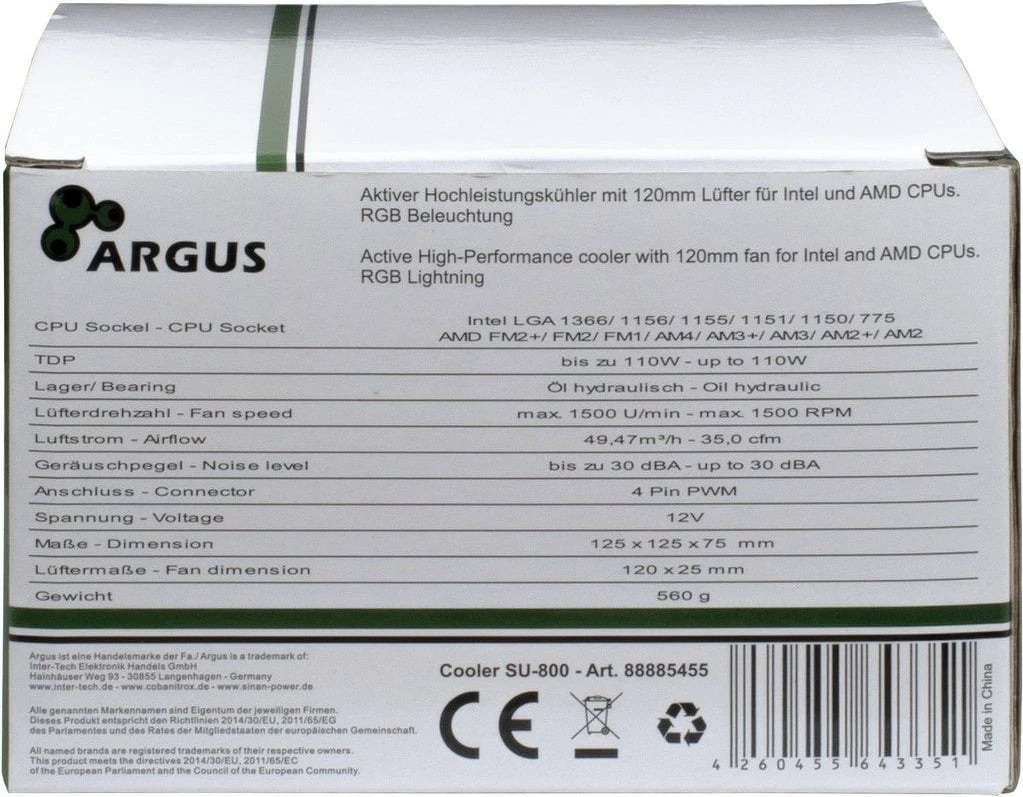 ARGUS
Aktiver Hochleistungskühler mit 120mm Lüfter für Intel und AMD CPUs.
RGB Beleuchtung
Active High-Performance cooler with 120mm fan for Intel and AMD CPUs.
RGB Lightning
CPU Sockel - CPU Socket
Intel LGA 1366/ 1156/ 1155/ 1151/ 1150/ 775
AMD FM2+/ FM2/ FM1/ AM4/ AM3+/ AM3/ AM2+/ AM2
TDP bis zu 110W - up to 110W
Lager/ Bearing Öl hydraulisch - Oil hydraulic
Lüfterdrehzahl - Fan speed max. 1500 U/min - max. 1500 RPM
Luftstrom - Airflow 49,47m³/h - 35,0 cfm
Geräuschpegel - Noise level bis zu 30 dBA - up to 30 dBA
Anschluss - Connector 4 Pin PWM
Spannung - Voltage 12V
Maße - Dimension 125 x 125 x 75 mm
Lüftermaße - Fan dimension 120 x 25 mm
Gewicht 560 g
Argus ist eine Handelsmarke der Fa./ Argus is a trademark of:
Inter-Tech Elektronik Handels GmbH
Hainhäuser Weg 93 - 30855 Langenhagen - Germany
www.inter-tech.de - www.cobanitrox.de - www.sinan-power.de
Alle genannten Markennamen sind Eigentum der jeweiligen Firmen.
Dieses Produkt entspricht den Richtlinien 2014/30/EU, 2011/65/EG
des Parlamentes und des Rates der Mitgliedstaaten der europäischen Gemeinschaft.
All named brands are registered trademarks of their respective owners.
This product meets the directives 2014/30/EU, 2011/65/EC
of the European Parliament and the Council of the European Community.
Cooler SU-800 - Art. 88885455
CE
4 260455 643351
Made in China